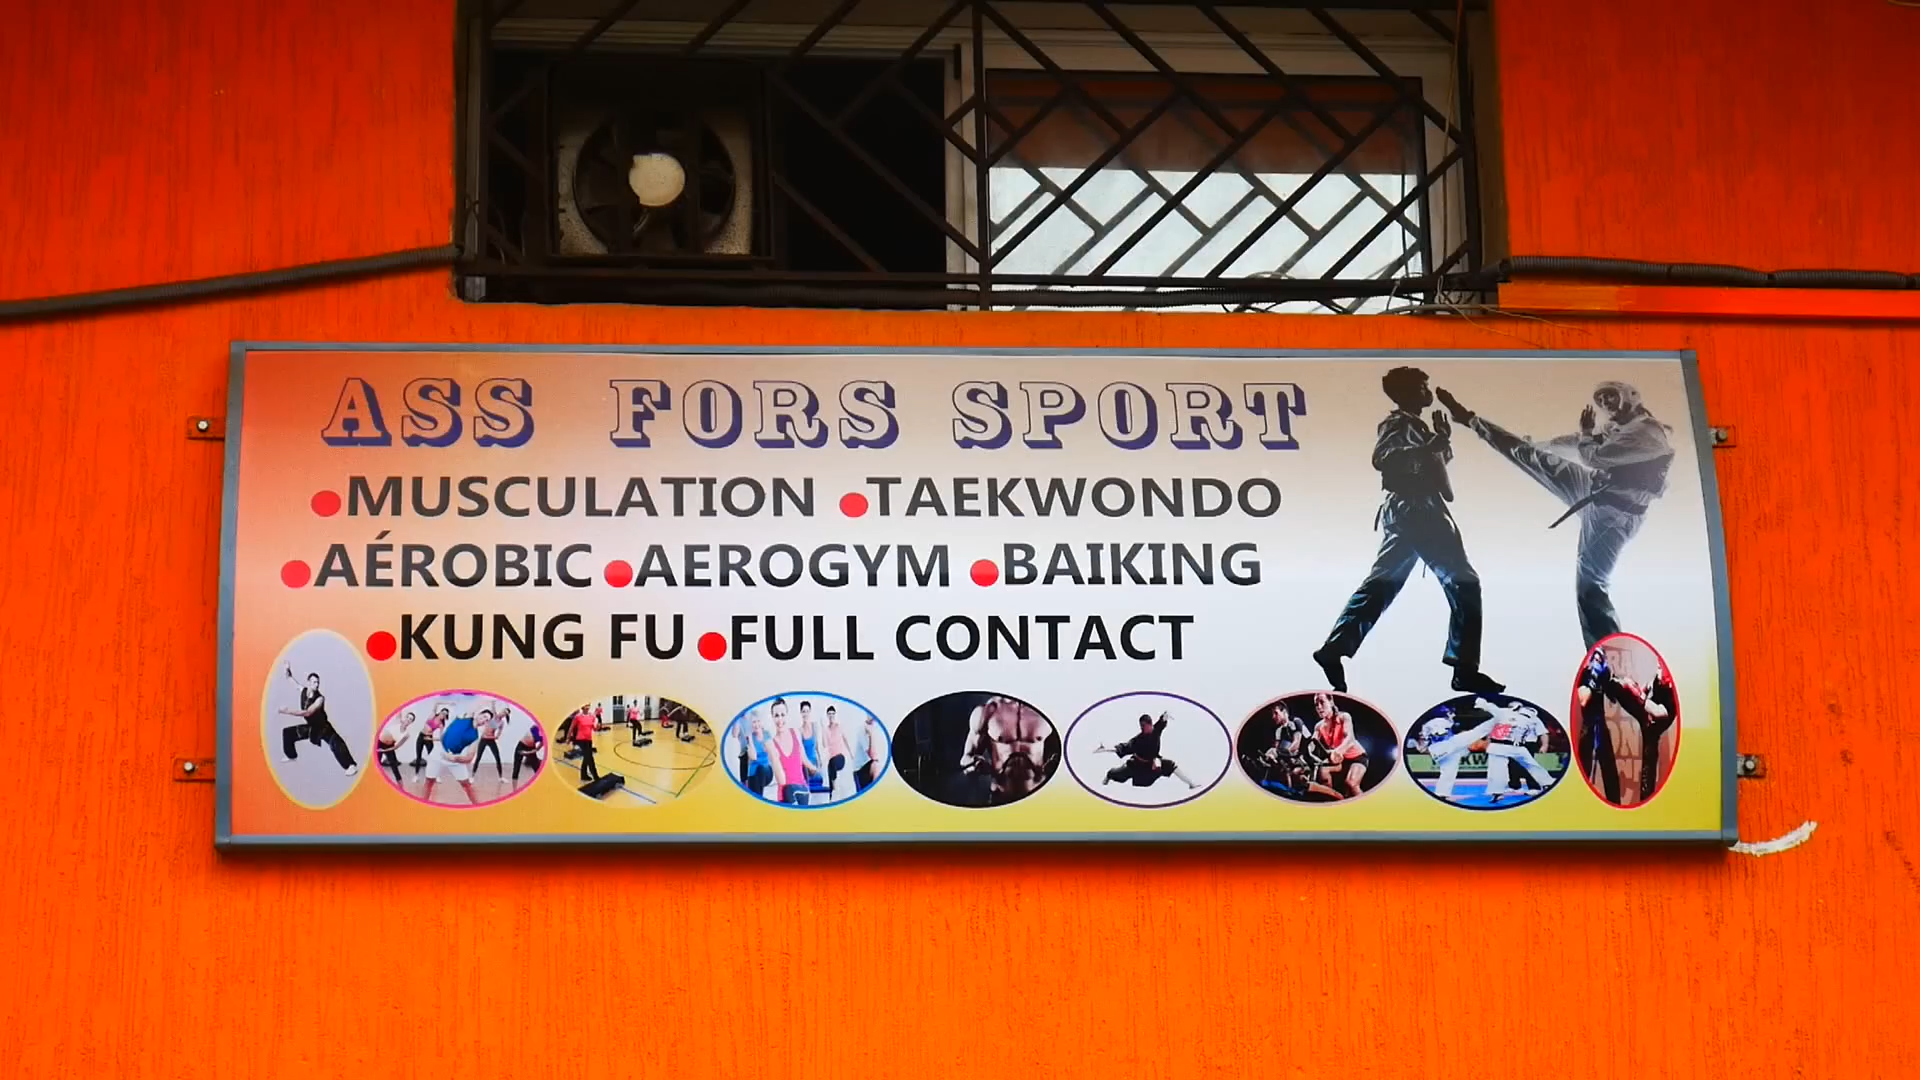 ASS FORS SPORT
•MUSCULATION •TAEKWONDO
•AÉROBIC •AEROGYM •BAIKING
•KUNG FU •FULL CONTACT